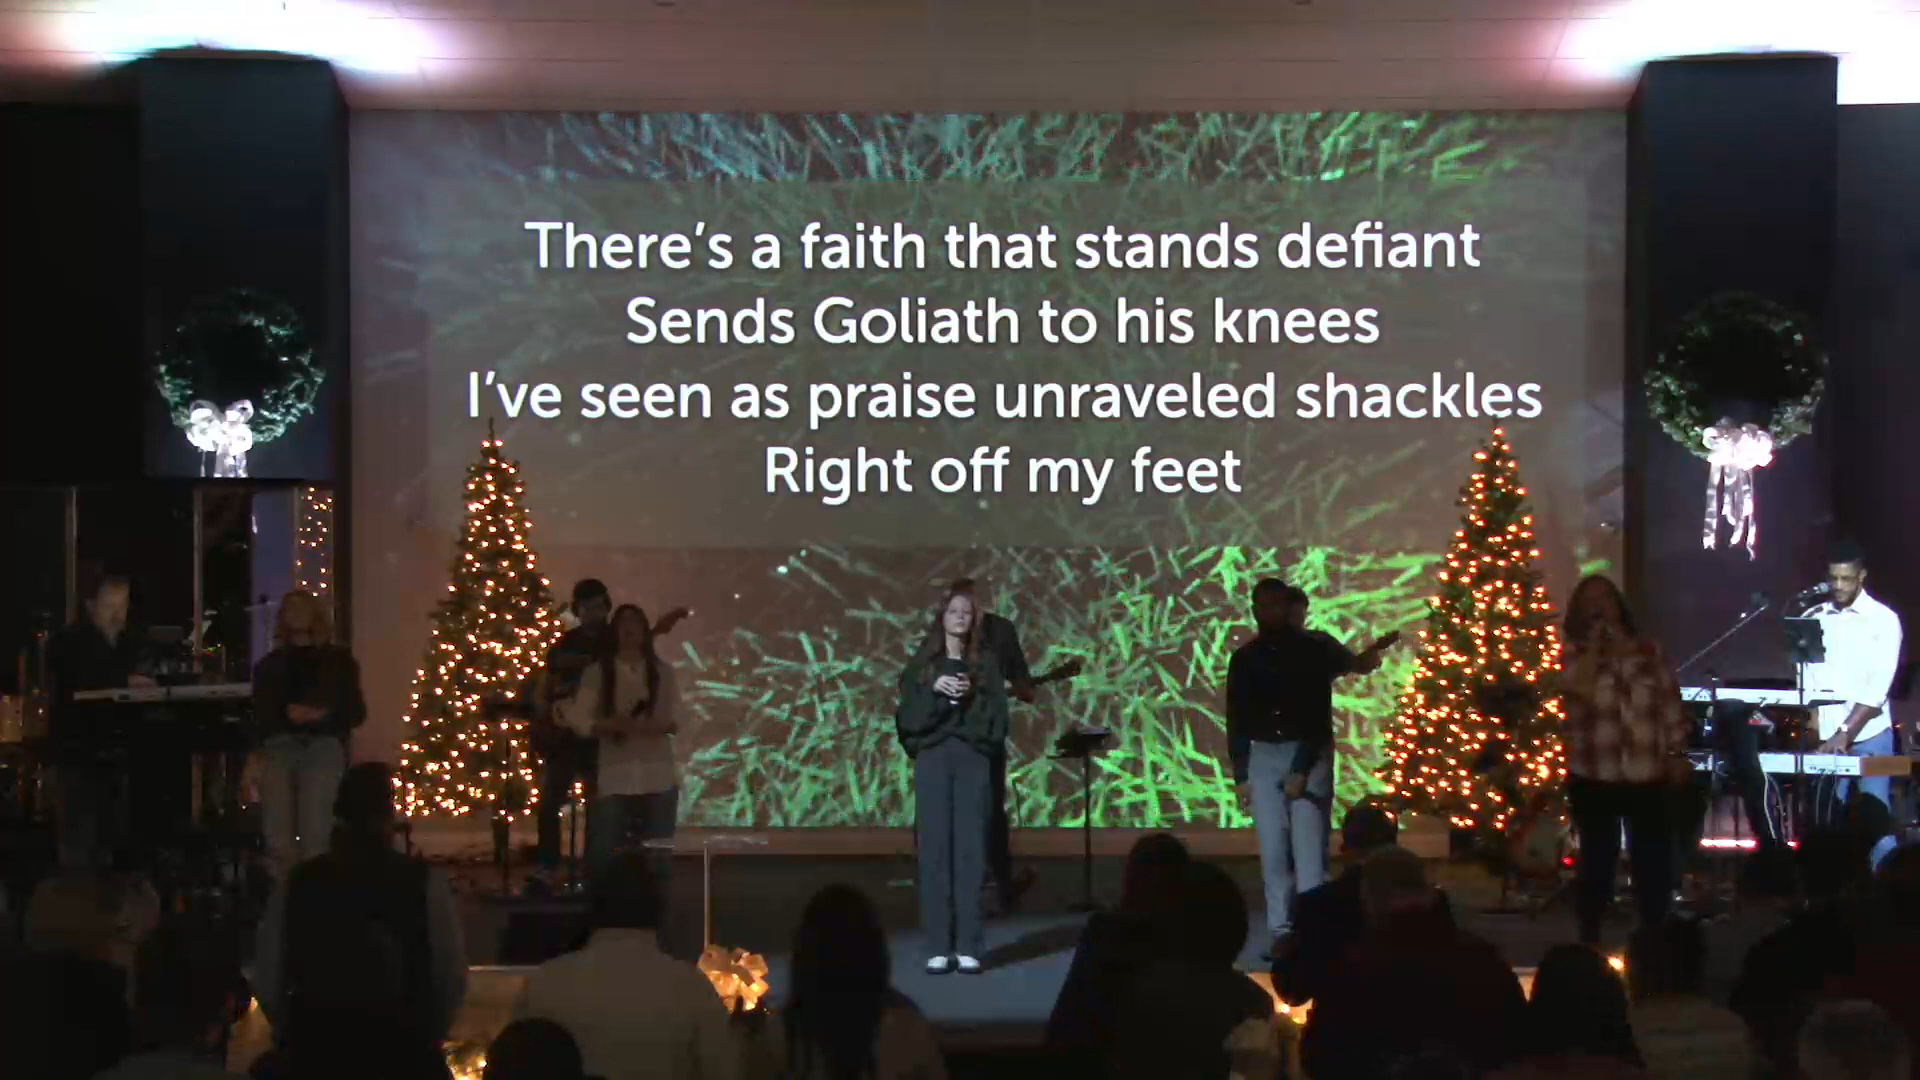 There's a faith that stands defiant
Sends Goliath to his knees
I've seen as praise unraveled shackles
Right off my feet